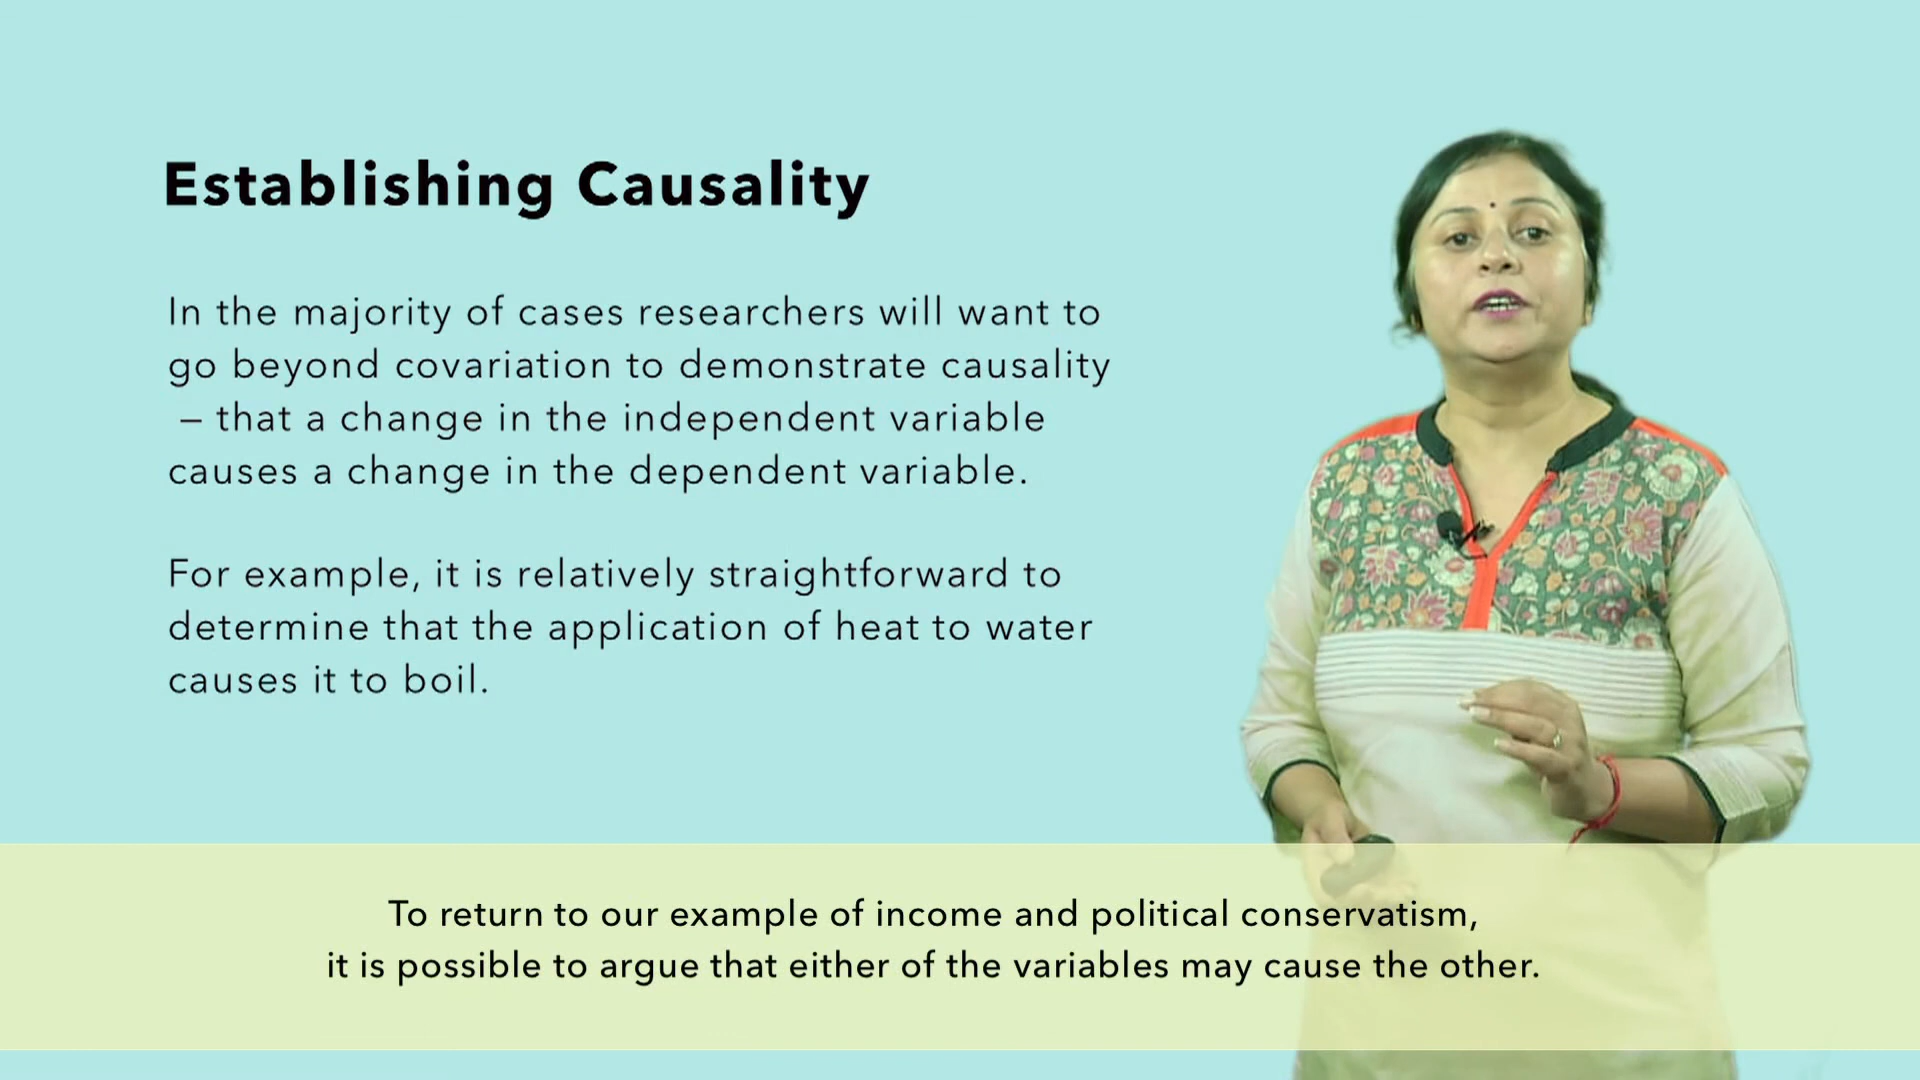 Establishing Causality
In the majority of cases researchers will want to
go beyond covariation to demonstrate causality
– that a change in the independent variable
causes a change in the dependent variable.
For example, it is relatively straightforward to
determine that the application of heat to water
causes it to boil.
To return to our example of income and political conservatism,
it is possible to argue that either of the variables may cause the other.